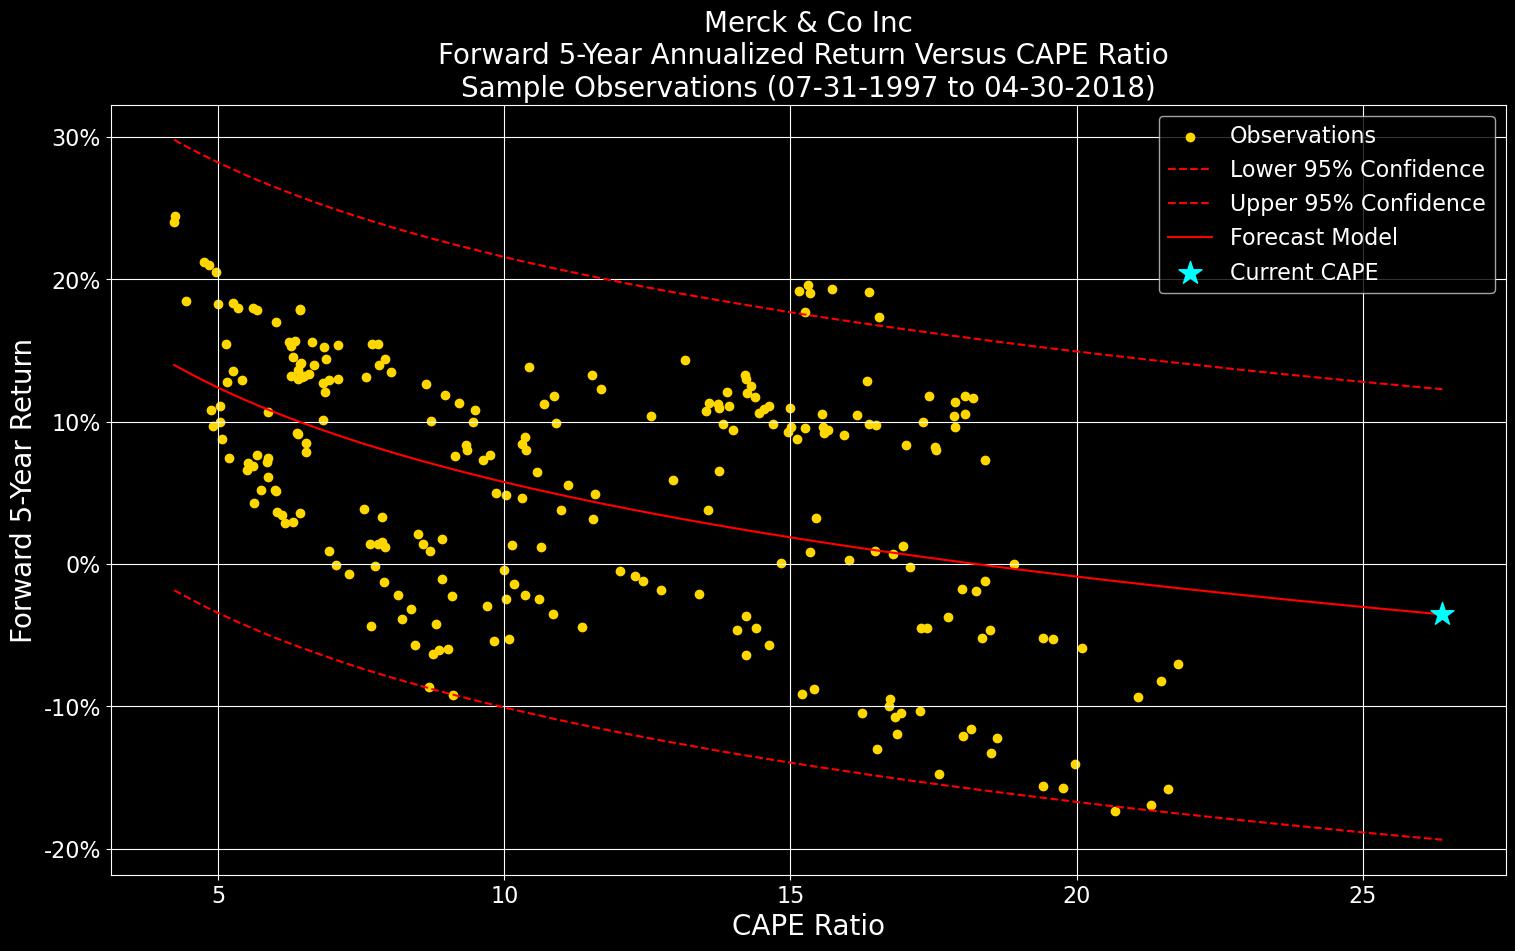 Merck & Co Inc
Forward 5-Year Annualized Return Versus CAPE Ratio
Sample Observations (07-31-1997 to 04-30-2018)
Observations
Lower 95% Confidence
Upper 95% Confidence
Forecast Model
Current CAPE
Forward 5-Year Return
30%
20%
10%
0%
-10%
-20%
5
10
15
20
25
CAPE Ratio